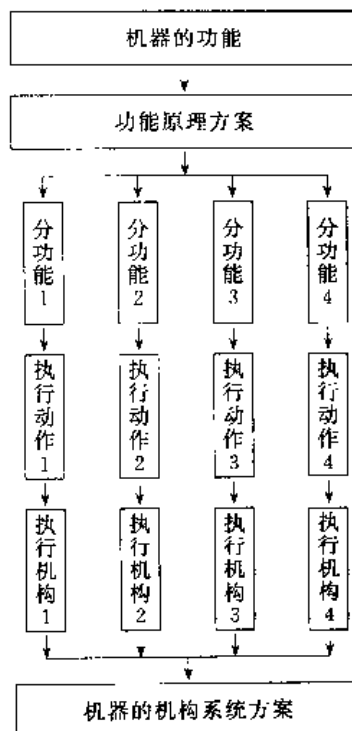 机器的功能
功能原理方案
分功能1
分功能2
分功能3
分功能4
执行动作1
执行动作2
执行动作3
执行动作4
执行机构1
执行机构2
执行机构3
执行机构4
机器的机构系统方案